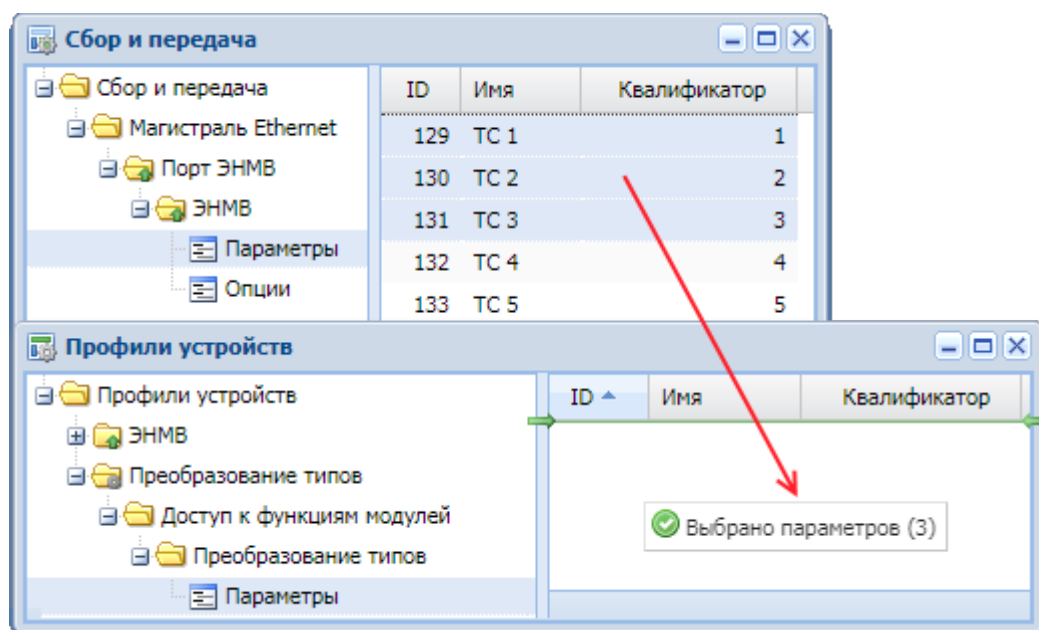 Сбор и передача
Сбор и передача
Магистраль Ethernet
Порт ЭНМВ
ЭНМВ
Параметры
Опции
ID Имя Квалификатор
129 ТС 1 1
130 ТС 2 2
131 ТС 3 3
132 ТС 4 4
133 ТС 5 5
Профили устройств
Профили устройств
ЭНМВ
Преобразование типов
Доступ к функциям модулей
Преобразование типов
Параметры
ID Имя Квалификатор
Выбрано параметров (3)